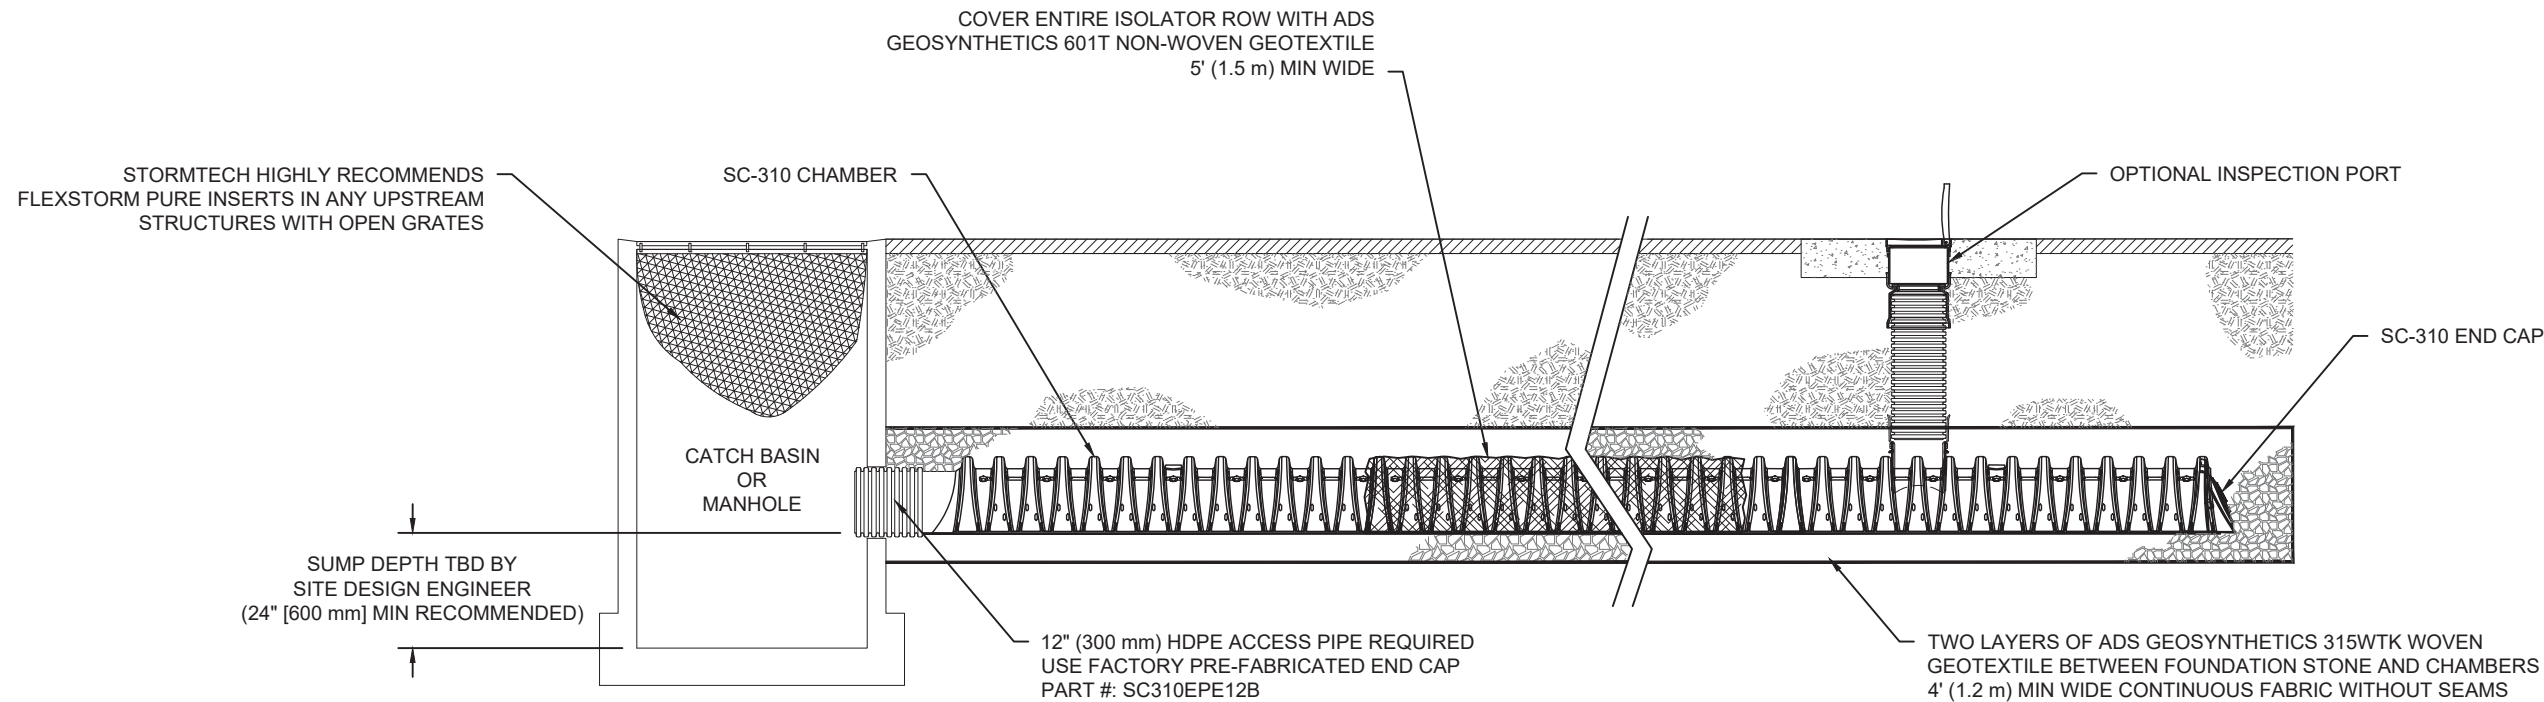 COVER ENTIRE ISOLATOR ROW WITH ADS
GEOSYNTHETICS 601T NON-WOVEN GEOTEXTILE
5' (1.5 m) MIN WIDE
STORMTECH HIGHLY RECOMMENDS
FLEXSTORM PURE INSERTS IN ANY UPSTREAM
STRUCTURES WITH OPEN GRATES
SC-310 CHAMBER
OPTIONAL INSPECTION PORT
SC-310 END CAP
CATCH BASIN
OR
MANHOLE
SUMP DEPTH TBD BY
SITE DESIGN ENGINEER
(24" [600 mm] MIN RECOMMENDED)
12" (300 mm) HDPE ACCESS PIPE REQUIRED
USE FACTORY PRE-FABRICATED END CAP
PART #: SC310EPE12B
TWO LAYERS OF ADS GEOSYNTHETICS 315WTK WOVEN
GEOTEXTILE BETWEEN FOUNDATION STONE AND CHAMBERS
4' (1.2 m) MIN WIDE CONTINUOUS FABRIC WITHOUT SEAMS